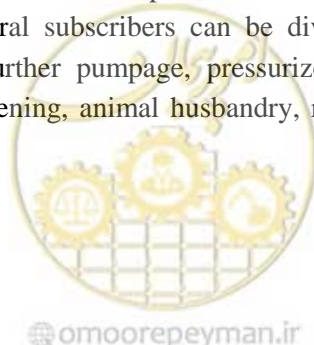 ral subscribers can be div
urther pumpage, pressurize
ening, animal husbandry, r
@omoorepeyman.ir